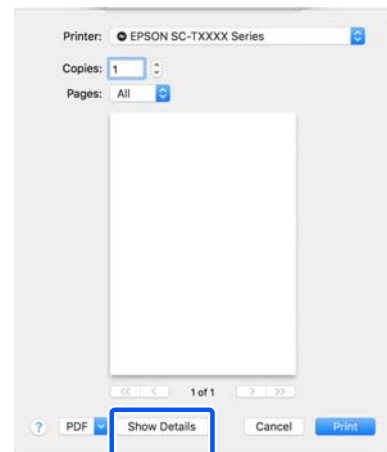 Printer: EPSON SC-TXXXX Series
Copies: 1
Pages: All
<< < 1 of 1 > >>
? PDF Show Details Cancel Print